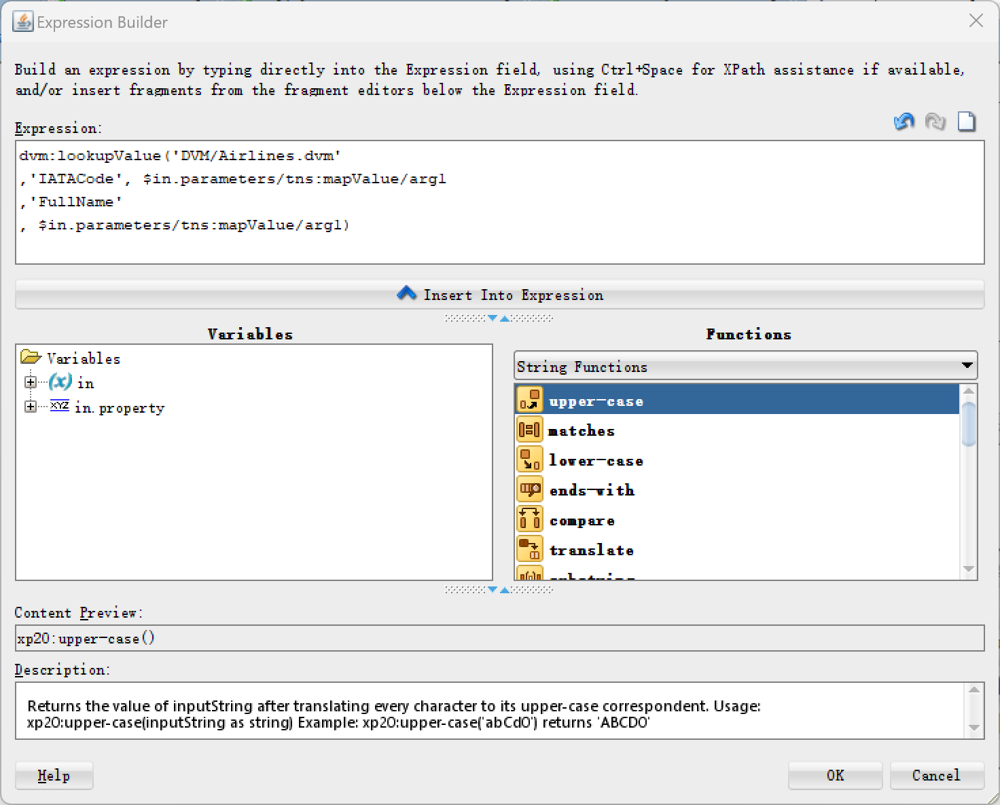 Expression Builder
Build an expression by typing directly into the Expression field, using Ctrl+Space for XPath assistance if available,
and/or insert fragments from the fragment editors below the Expression field.
Expression:
dvm:lookupValue('DVM/Airlines.dvm'
,'IATACode', $in.parameters/tns:mapValue/arg1
,'FullName'
, $in.parameters/tns:mapValue/arg1)
Insert Into Expression
Variables
Variables
in
in.property
Functions
String Functions
upper-case
matches
lower-case
ends-with
compare
translate
Content Preview:
xp20:upper-case()
Description:
Returns the value of inputString after translating every character to its upper-case correspondent. Usage:
xp20:upper-case(inputString as string) Example: xp20:upper-case('abCd0') returns 'ABCD0'
Help
OK
Cancel